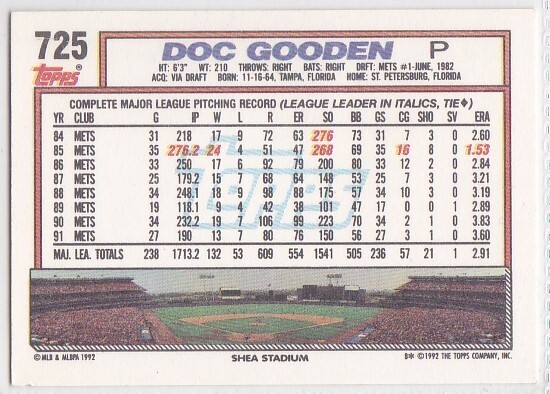 725 DOC GOODEN P
Topps HT: 6'3" WT: 210 THROWS: RIGHT BATS: RIGHT DRFT: METS #1-JUNE, 1982
ACQ: VIA DRAFT BORN: 11-16-64, TAMPA, FLORIDA HOME: ST. PETERSBURG, FLORIDA
COMPLETE MAJOR LEAGUE PITCHING RECORD (LEAGUE LEADER IN ITALICS, TIE♦)
YR CLUB G IP W L R ER SO BB GS CG SHO SV ERA
84 METS 31 218 17 9 72 63 276 73 31 7 3 0 2.60
85 METS 35 276.2 24 4 51 47 268 69 35 16 8 0 1.53
86 METS 33 250 17 6 92 79 200 80 33 12 2 0 2.84
87 METS 25 179.2 15 7 68 64 148 53 25 7 3 0 3.21
88 METS 34 248.1 18 9 98 88 175 57 34 10 3 0 3.19
89 METS 19 118.1 9 4 42 38 101 47 17 0 0 1 2.89
90 METS 34 232.2 19 7 106 99 223 70 34 2 1 0 3.83
91 METS 27 190 13 7 80 76 150 56 27 3 1 0 3.60
MAJ. LEA. TOTALS 238 1713.2 132 53 609 554 1541 505 236 57 21 1 2.91
Topps
© MLB & MLBPA 1992 SHEA STADIUM B* © 1992 THE TOPPS COMPANY, INC.